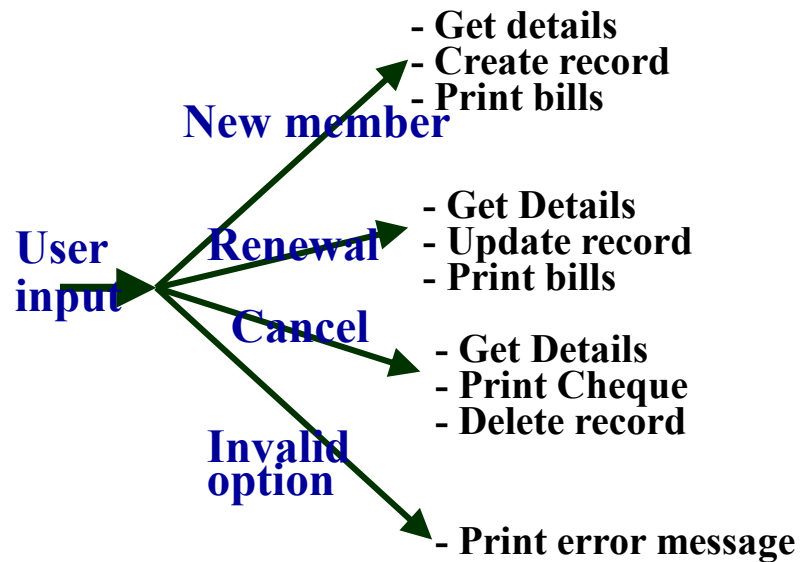 User
input
New member
- Get details
- Create record
- Print bills
Renewal
- Get Details
- Update record
- Print bills
Cancel
- Get Details
- Print Cheque
- Delete record
Invalid
option
- Print error message